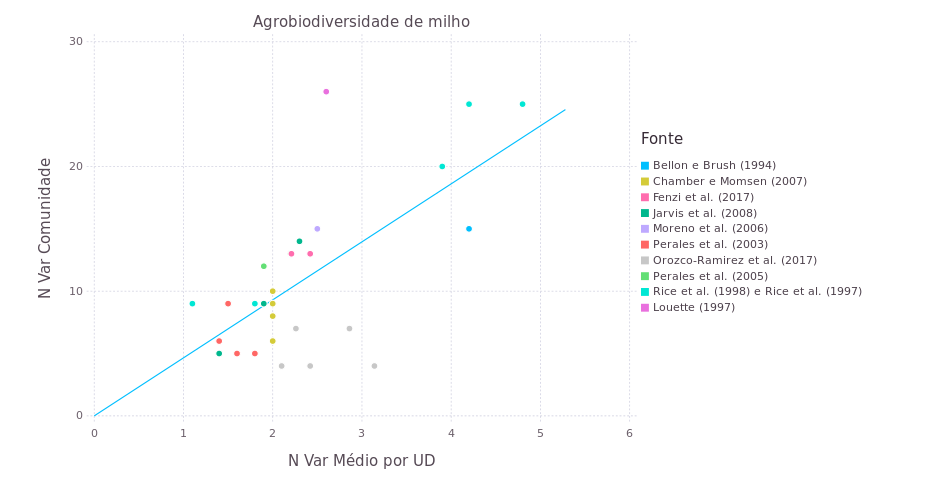 Agrobiodiversidade de milho
30
20
10
0
0 1 2 3 4 5 6
N Var Comunidade
N Var Médio por UD
Fonte
Bellon e Brush (1994)
Chamber e Momsen (2007)
Fenzi et al. (2017)
Jarvis et al. (2008)
Moreno et al. (2006)
Perales et al. (2003)
Orozco-Ramirez et al. (2017)
Perales et al. (2005)
Rice et al. (1998) e Rice et al. (1997)
Louette (1997)